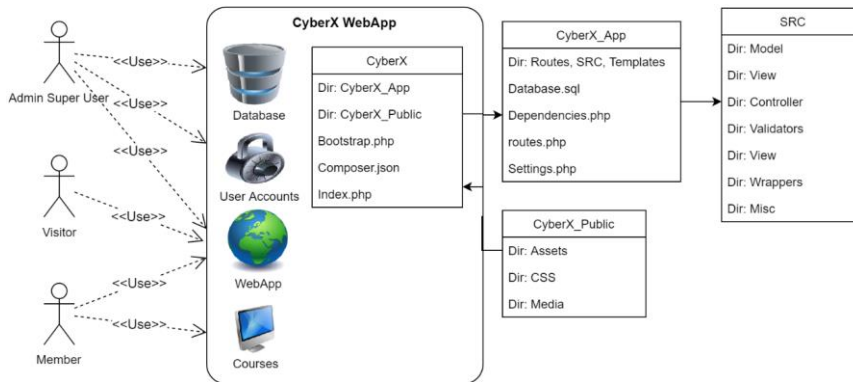 CyberX WebApp
Admin Super User
Visitor
Member
<<Use>>
<<Use>>
<<Use>>
<<Use>>
<<Use>>
<<Use>>
Database
User Accounts
WebApp
Courses
CyberX
Dir: CyberX_App
Dir: CyberX_Public
Bootstrap.php
Composer.json
Index.php
CyberX_App
Dir: Routes, SRC, Templates
Database.sql
Dependencies.php
routes.php
Settings.php
CyberX_Public
Dir: Assets
Dir: CSS
Dir: Media
SRC
Dir: Model
Dir: View
Dir: Controller
Dir: Validators
Dir: View
Dir: Wrappers
Dir: Misc